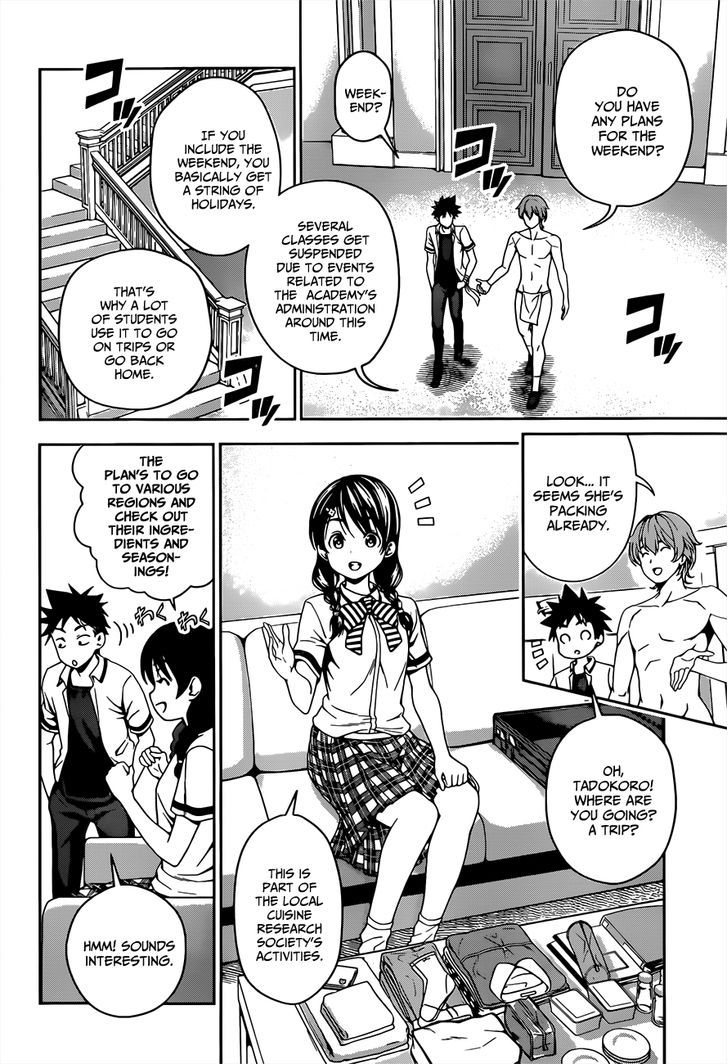 DO
YOU HAVE
ANY PLANS
FOR THE
WEEKEND?
WEEK-
END?
SEVERAL
CLASSES GET
SUSPENDED
DUE TO EVENTS
RELATED TO
THE ACADEMY'S
ADMINISTRATION
AROUND THIS
TIME.
IF YOU
INCLUDE THE
WEEKEND, YOU
BASICALLY GET
A STRING OF
HOLIDAYS.
THAT'S
WHY A LOT
OF STUDENTS
USE IT TO GO
ON TRIPS OR
GO BACK
HOME.
コツ
コツ
コツ
コツ
LOOK... IT
SEEMS SHE'S
PACKING
ALREADY.
OH,
TADOKORO!
WHERE ARE
YOU GOING?
A TRIP?
THIS IS
PART OF
THE LOCAL
CUISINE
RESEARCH
SOCIETY'S
ACTIVITIES.
THE
PLAN'S TO GO
TO VARIOUS
REGIONS AND
CHECK OUT
THEIR INGRE-
DIENTS AND
SEASON-
INGS!
わく
わく
HMM! SOUNDS
INTERESTING.